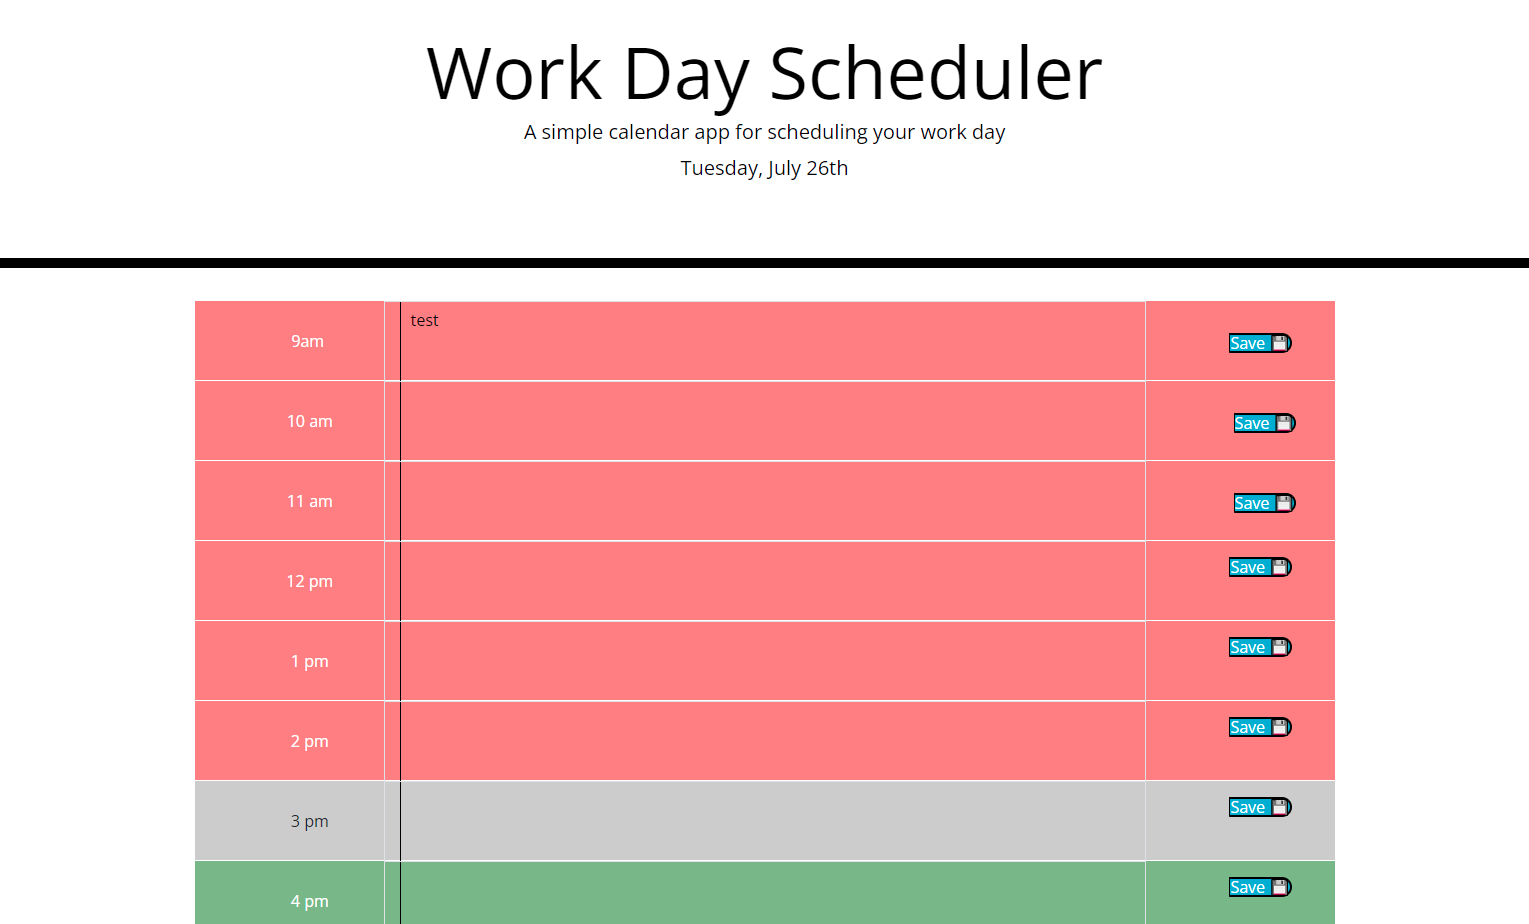 Work Day Scheduler
A simple calendar app for scheduling your work day
Tuesday, July 26th
9am test Save
10 am Save
11 am Save
12 pm Save
1 pm Save
2 pm Save
3 pm Save
4 pm Save